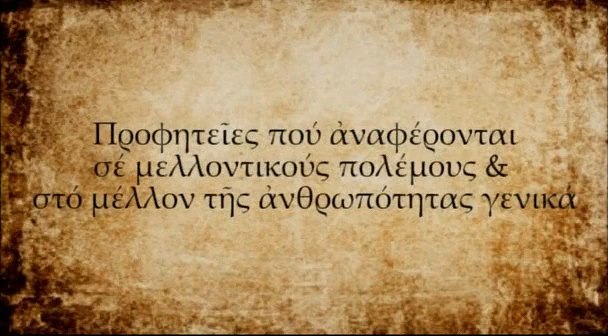 Προφητεῖες πού ἀναφέρονται
σέ μελλοντικούς πολέμους &
στό μέλλον τῆς ἀνθρωπότητας γενικά